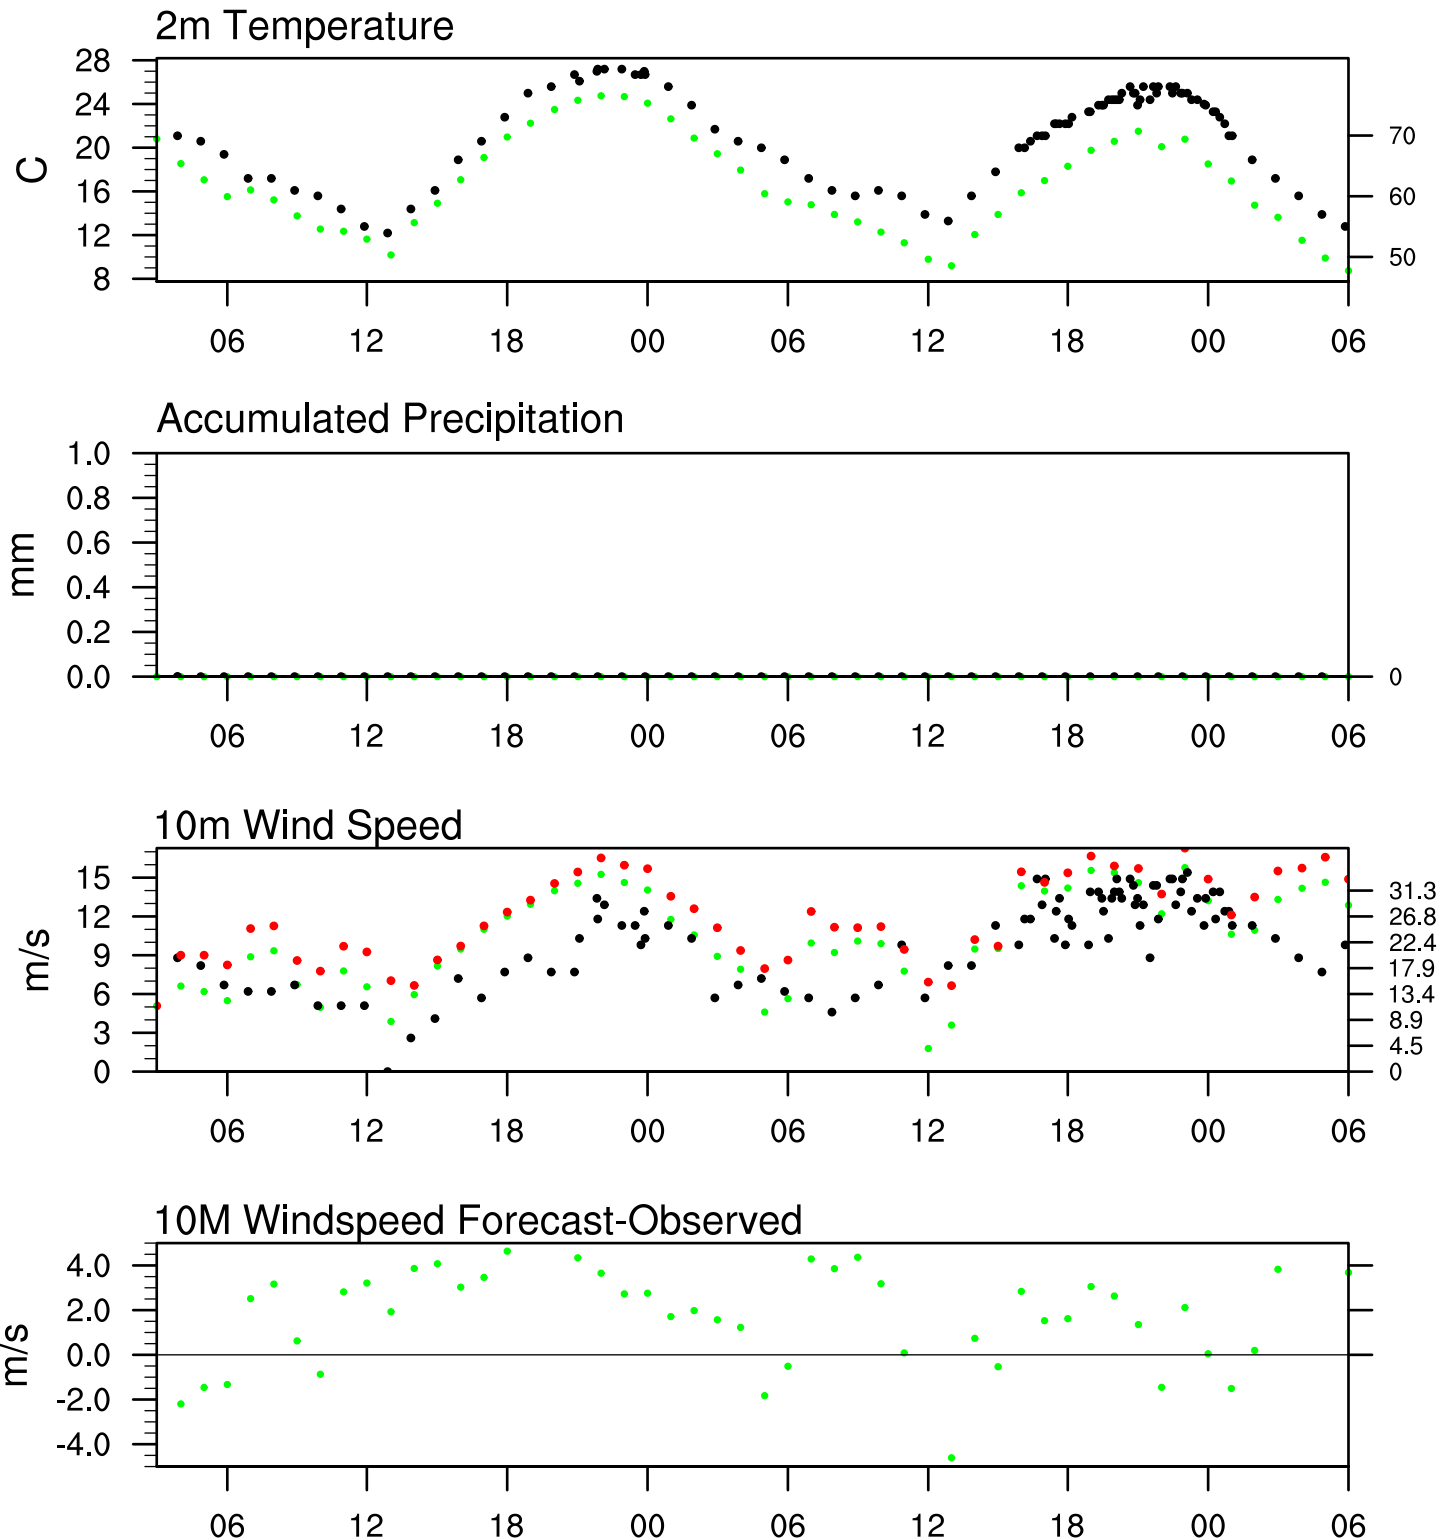 2m Temperature
28
24
20
16
12
8
C
70
60
50
06 12 18 00 06 12 18 00 06
Accumulated Precipitation
1.0
0.8
0.6
0.4
0.2
0.0
mm
0
06 12 18 00 06 12 18 00 06
10m Wind Speed
15
12
9
6
3
0
m/s
31.3
26.8
22.4
17.9
13.4
8.9
4.5
0
06 12 18 00 06 12 18 00 06
10M Windspeed Forecast-Observed
4.0
2.0
0.0
-2.0
-4.0
m/s
06 12 18 00 06 12 18 00 06